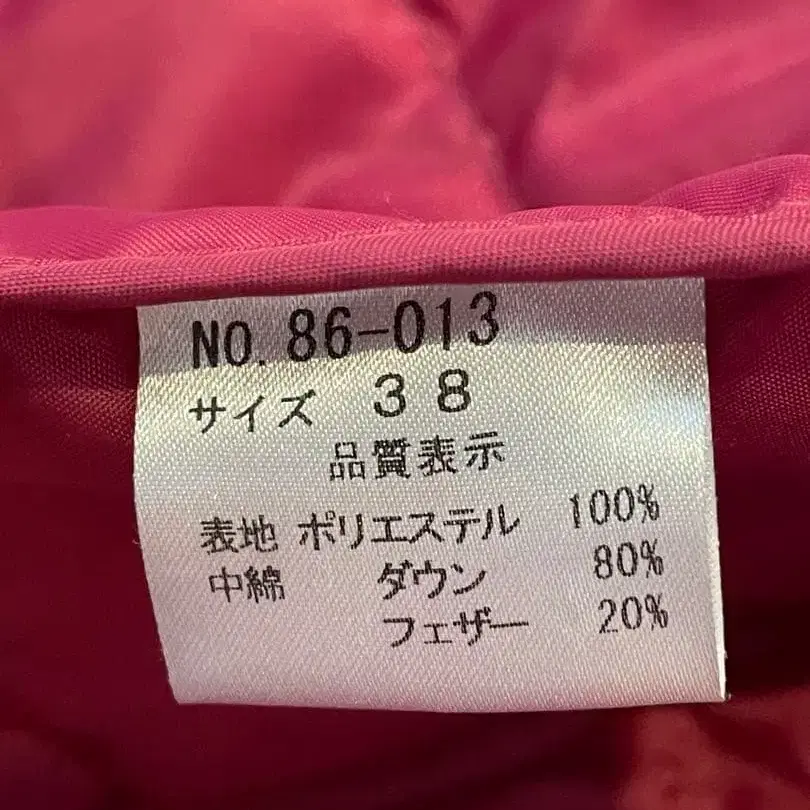 NO. 86-013
サイズ 38
品質表示
表地 ポリエステル 100%
中綿 ダウン 80%
フェザー 20%